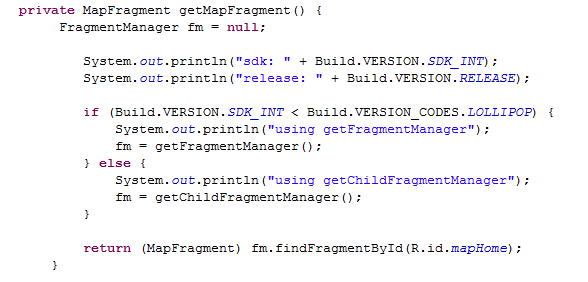 private MapFragment getMapFragment() {
FragmentManager fm = null;
System.out.println("sdk: " + Build.VERSION.SDK_INT);
System.out.println("release: " + Build.VERSION.RELEASE);
if (Build.VERSION.SDK_INT < Build.VERSION_CODES.LOLLIPOP) {
System.out.println("using getFragmentManager");
fm = getFragmentManager();
} else {
System.out.println("using getChildFragmentManager");
fm = getChildFragmentManager();
}
return (MapFragment) fm.findFragmentById(R.id.mapHome);
}